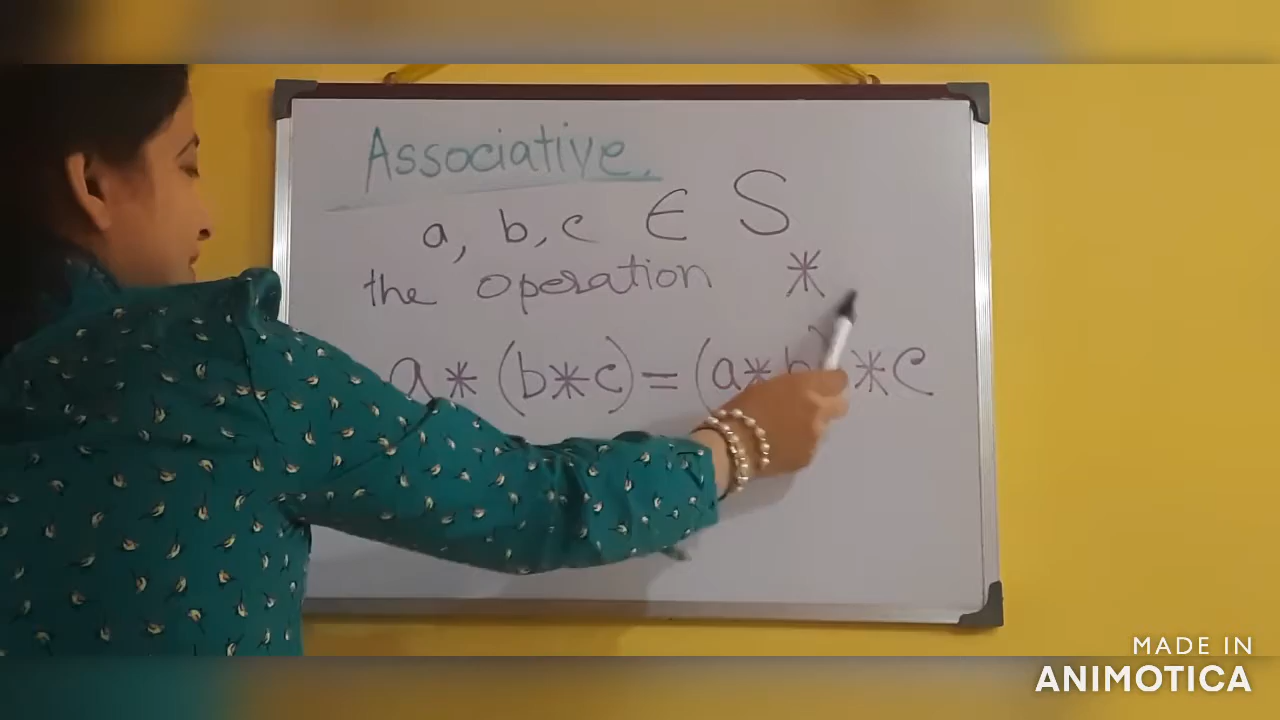 Associative.
a, b, c ∈ S
the operation *
a * (b * c) = (a * b) * c
MADE IN
ANIMOTICA